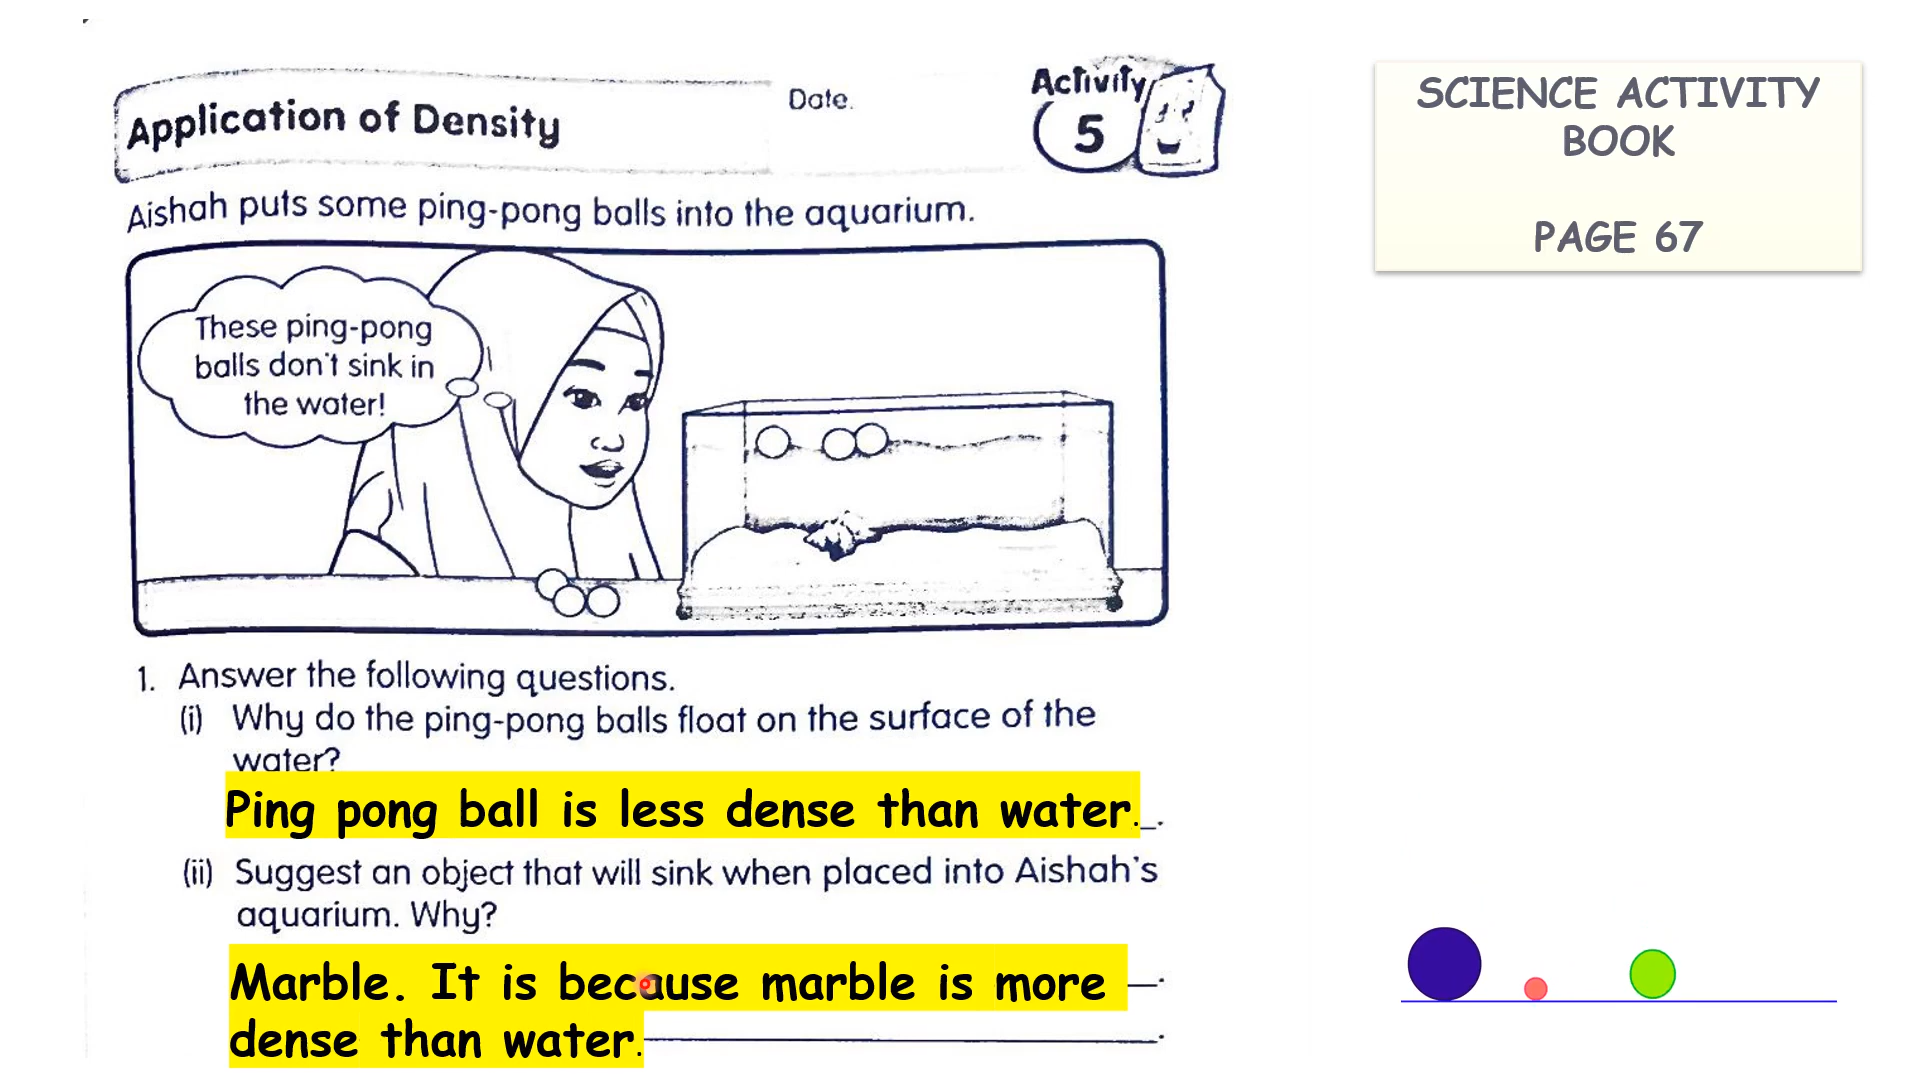 Application of Density
Date.
Activity
5
Aishah puts some ping-pong balls into the aquarium.
These ping-pong
balls don't sink in
the water!
1. Answer the following questions.
(i) Why do the ping-pong balls float on the surface of the
water?
Ping pong ball is less dense than water.
(ii) Suggest an object that will sink when placed into Aishah's
aquarium. Why?
Marble. It is because marble is more
dense than water.
SCIENCE ACTIVITY
BOOK
PAGE 67